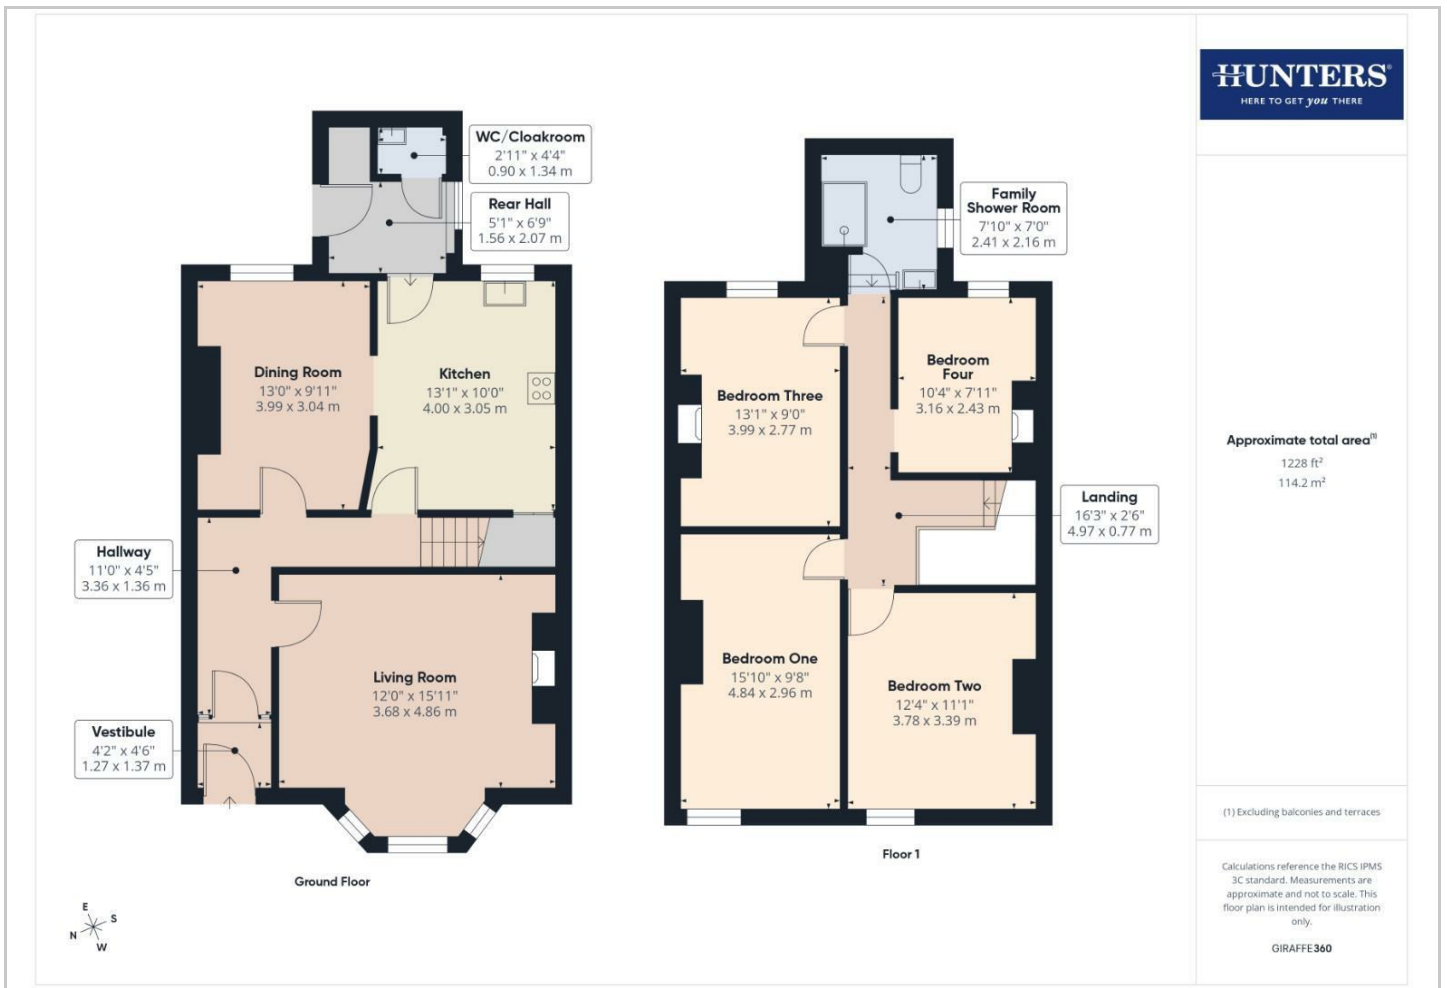 HUNTERS®
HERE TO GET you THERE
WC/Cloakroom
2'11" x 4'4"
0.90 x 1.34 m
Rear Hall
5'1" x 6'9"
1.56 x 2.07 m
Dining Room
13'0" x 9'11"
3.99 x 3.04 m
Kitchen
13'1" x 10'0"
4.00 x 3.05 m
Hallway
11'0" x 4'5"
3.36 x 1.36 m
Living Room
12'0" x 15'11"
3.68 x 4.86 m
Vestibule
4'2" x 4'6"
1.27 x 1.37 m
Ground Floor
E
S
N
W
Family
Shower Room
7'10" x 7'0"
2.41 x 2.16 m
Bedroom Three
13'1" x 9'0"
3.99 x 2.77 m
Bedroom
Four
10'4" x 7'11"
3.16 x 2.43 m
Landing
16'3" x 2'6"
4.97 x 0.77 m
Bedroom One
15'10" x 9'8"
4.84 x 2.96 m
Bedroom Two
12'4" x 11'1"
3.78 x 3.39 m
Floor 1
Approximate total area⁽¹⁾
1228 ft²
114.2 m²
(1) Excluding balconies and terraces
Calculations reference the RICS IPMS
3C standard. Measurements are
approximate and not to scale. This
floor plan is intended for illustration
only.
GIRAFFE360